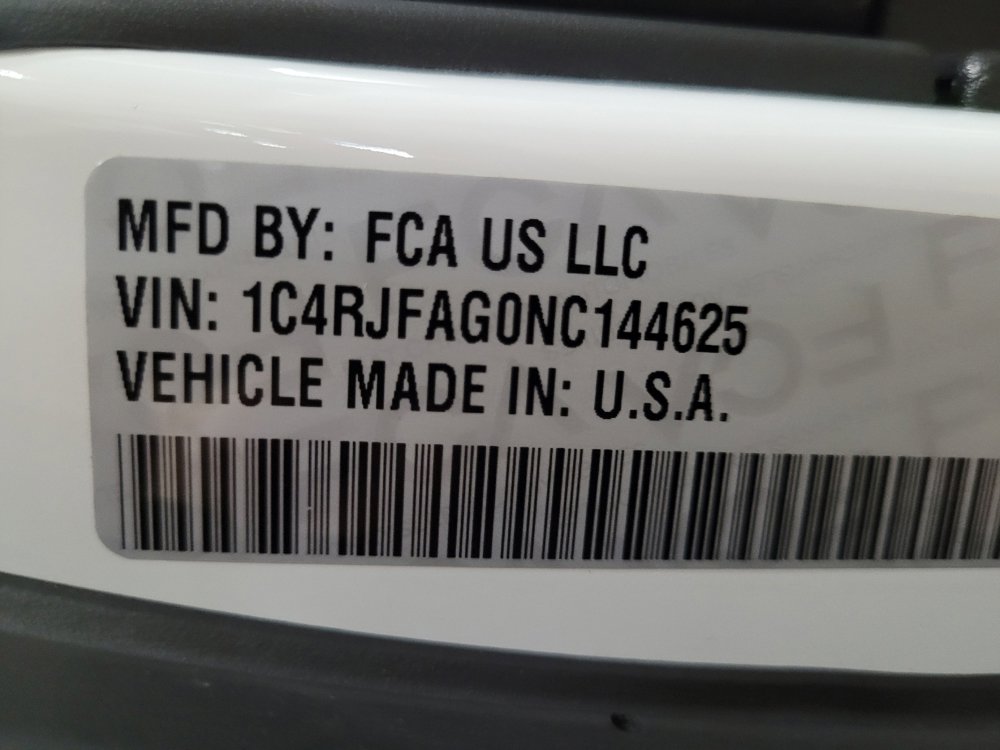 MFD BY: FCA US LLC
VIN: 1C4RJFAG0NC144625
VEHICLE MADE IN: U.S.A.